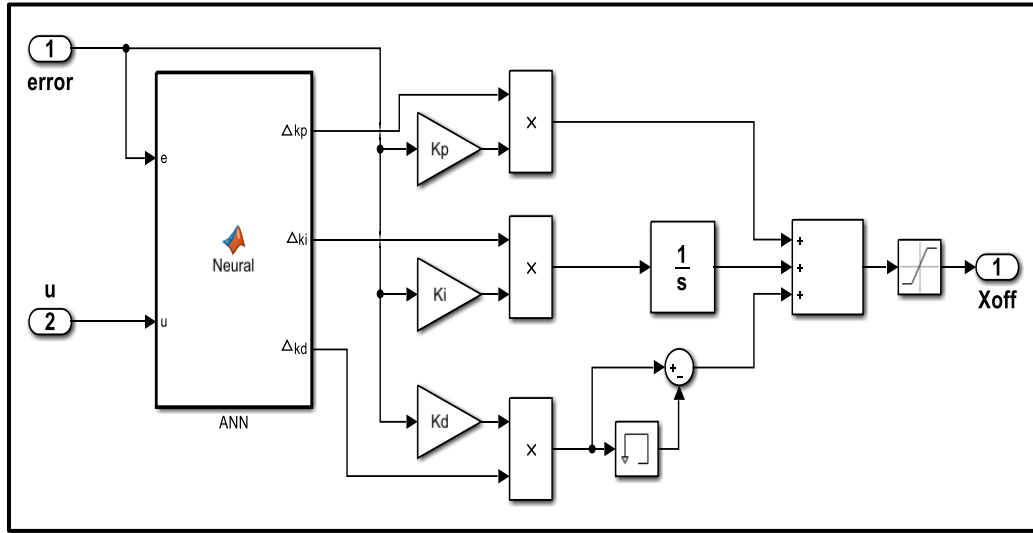 1
error
u
2
e
u
Neural
ANN
Δkp
Δki
Δkd
Kp
Ki
Kd
×
×
×
1
s
+
-
+
+
+
1
Xoff